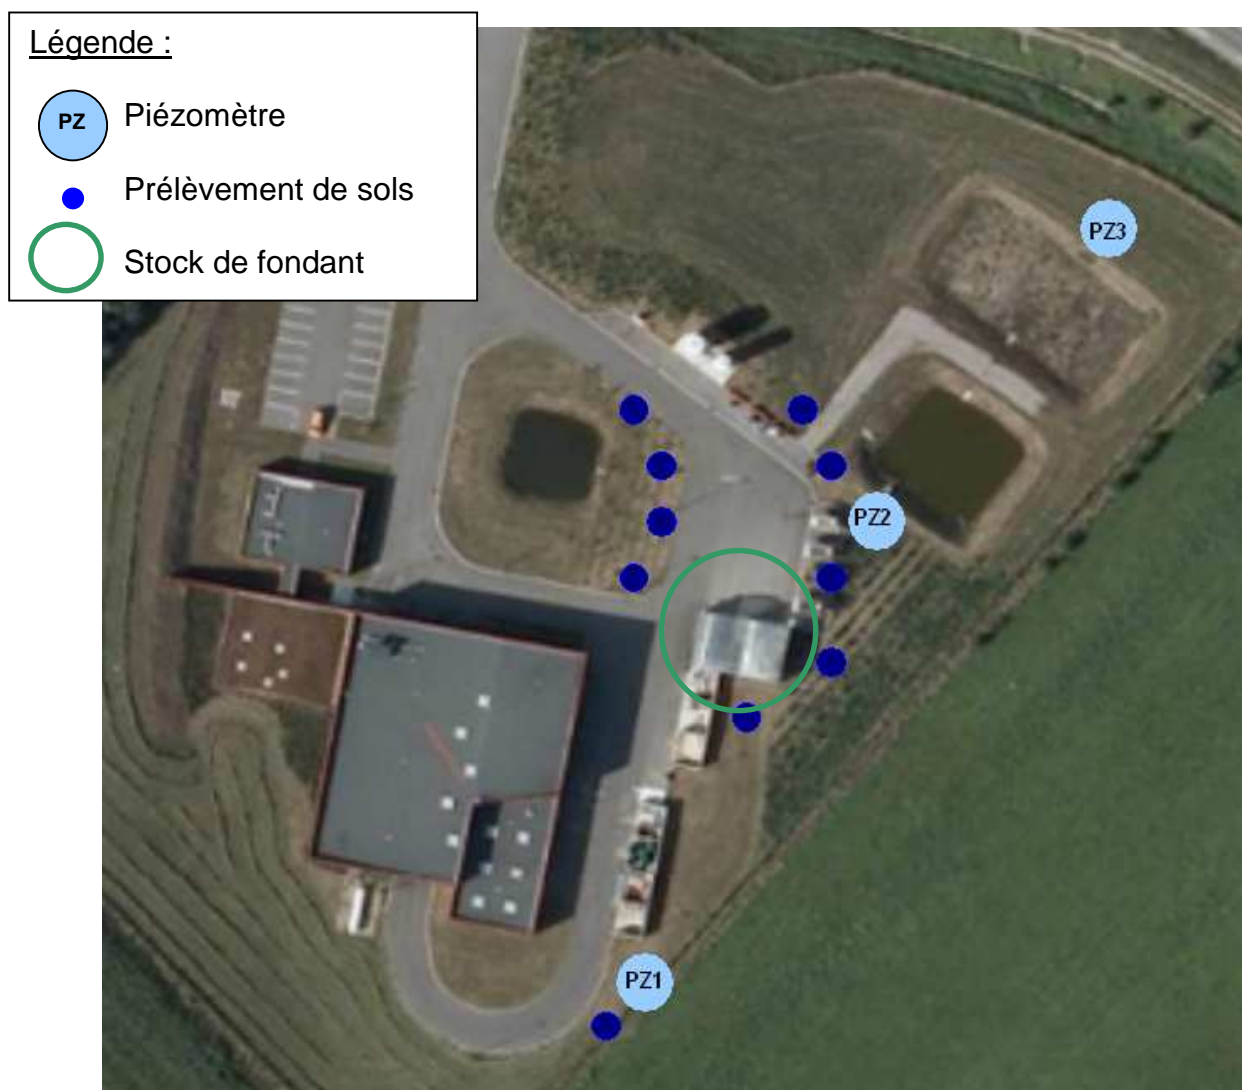 Légende :
PZ Piézomètre
Prélèvement de sols
Stock de fondant
PZ3
PZ2
PZ1